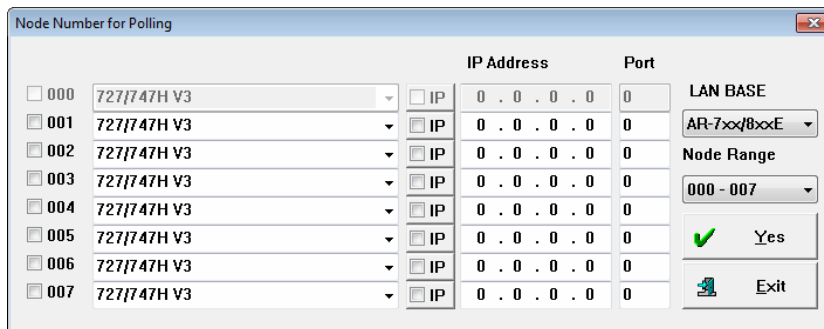 Node Number for Polling
IP Address Port
000 727/747H V3 IP 0 . 0 . 0 . 0 0 LAN BASE
001 727/747H V3 IP 0 . 0 . 0 . 0 0 AR-7xx/8xxE
002 727/747H V3 IP 0 . 0 . 0 . 0 0 Node Range
003 727/747H V3 IP 0 . 0 . 0 . 0 0 000 - 007
004 727/747H V3 IP 0 . 0 . 0 . 0 0
005 727/747H V3 IP 0 . 0 . 0 . 0 0 Yes
006 727/747H V3 IP 0 . 0 . 0 . 0 0
007 727/747H V3 IP 0 . 0 . 0 . 0 0 Exit